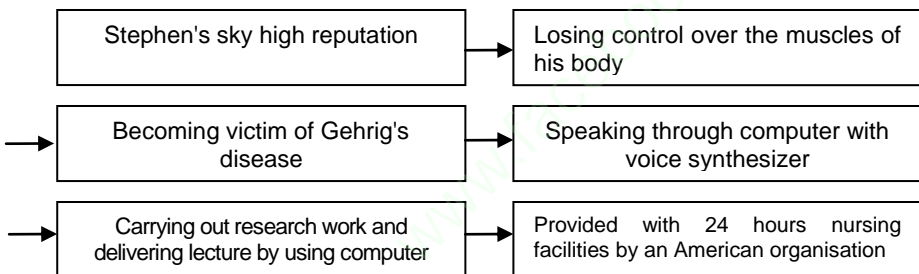 Stephen's sky high reputation
Losing control over the muscles of
his body
Becoming victim of Gehrig's
disease
Speaking through computer with
voice synthesizer
Carrying out research work and
delivering lecture by using computer
Provided with 24 hours nursing
facilities by an American organisation